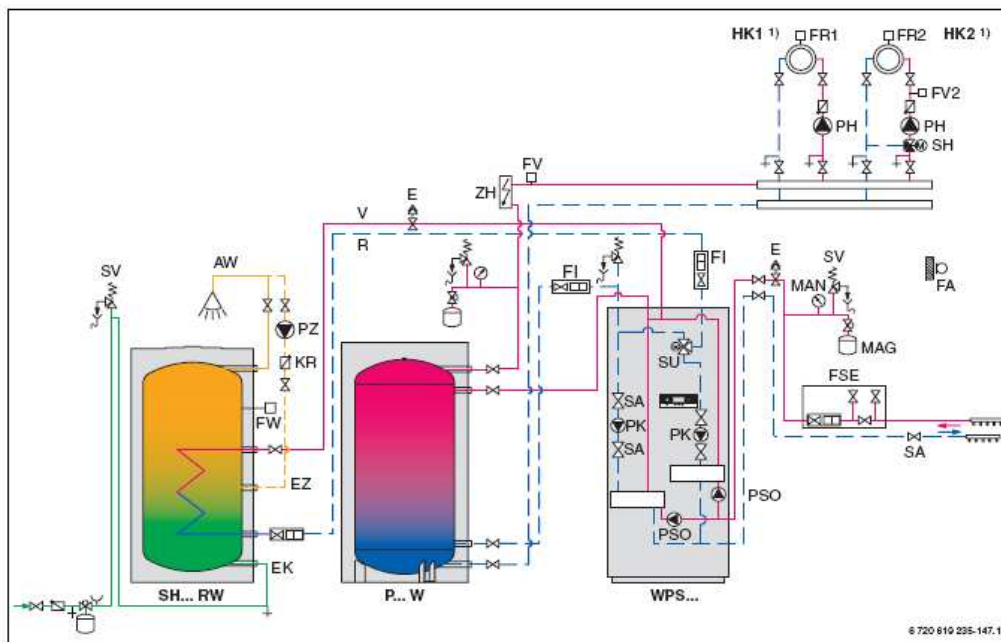 HK1 1)
FR1
FR2
HK2 1)
FV2
PH
PH
SH
M
FV
ZH
E
V
R
FI
FI
E
SV
AW
SV
MAN
FA
PZ
MAG
SU
KR
FSE
SA
FW
PK
PK
SA
SA
EZ
PSO
PSO
EK
SH... RW
P... W
WPS...
6 720 619 235-147.1